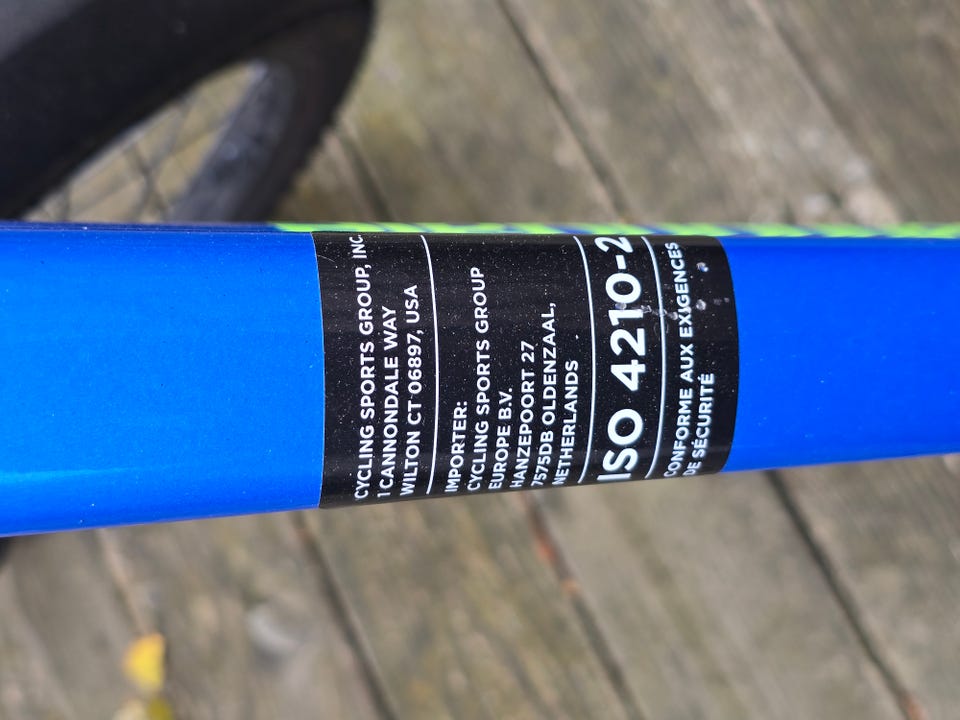 CYCLING SPORTS GROUP, INC
1 CANNONDALE WAY
WILTON CT 06897, USA
IMPORTER:
CYCLING SPORTS GROUP
EUROPE B.V.
HANZEPOORT 27
7575DB OLDENZAAL,
NETHERLANDS
ISO 4210-2
CONFORME AUX EXIGENCES
DE SÉCURITÉ